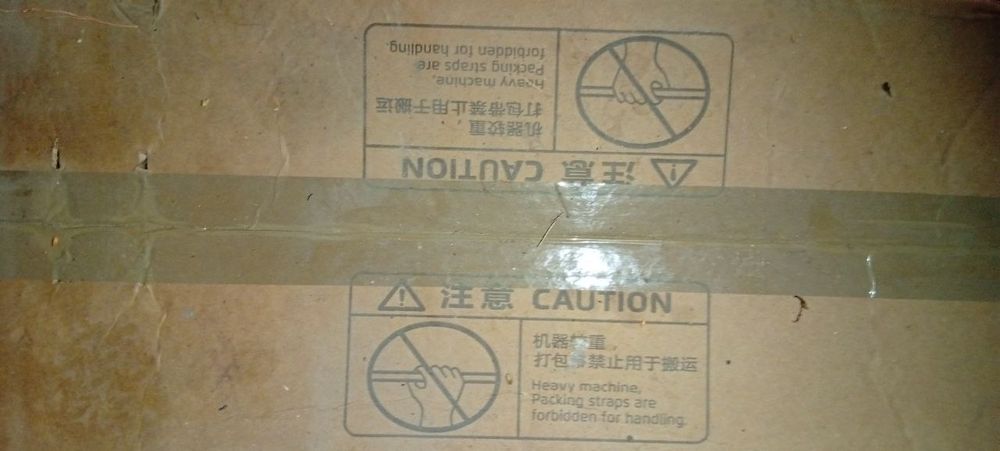 注意 CAUTION
机器较重,
打包带禁止用于搬运
Heavy machine,
Packing straps are
forbidden for handling.
注意 CAUTION
机器较重,
打包带禁止用于搬运
Heavy machine,
Packing straps are
forbidden for handling.